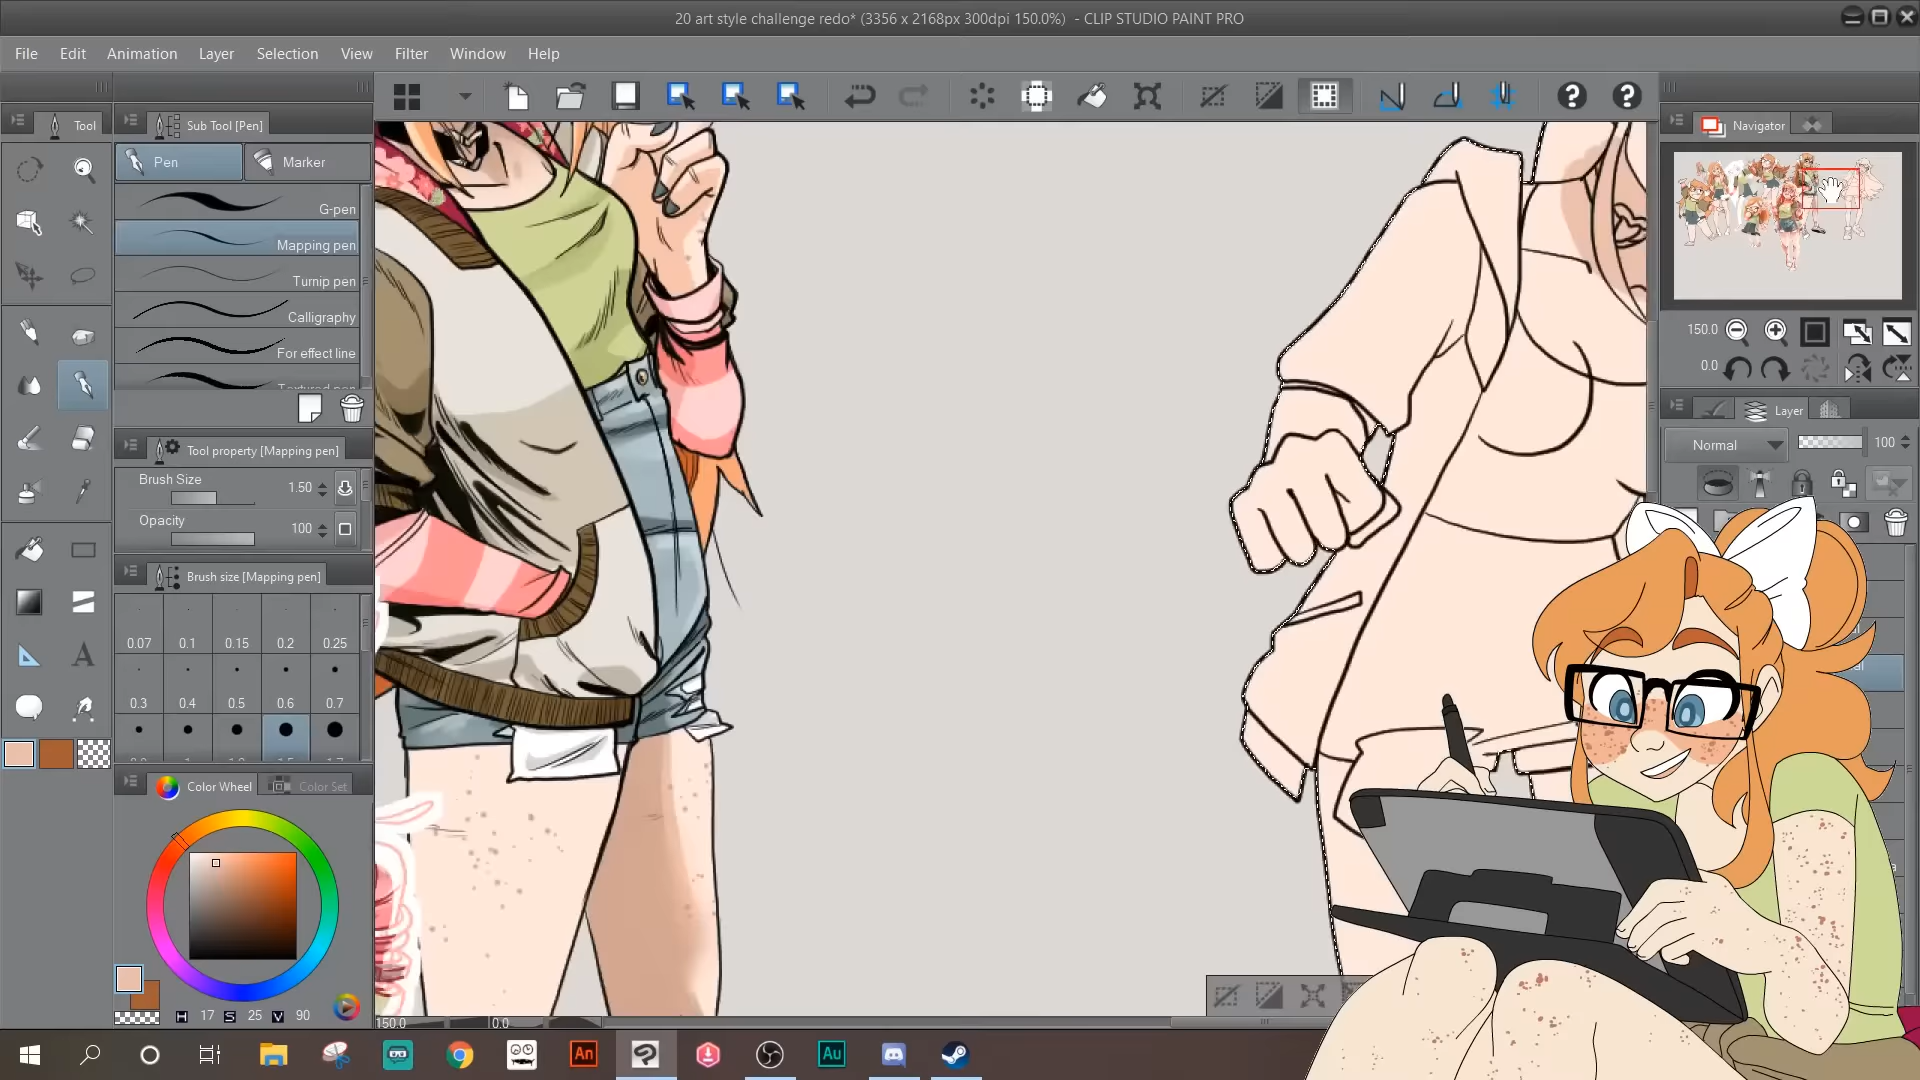 20 art style challenge redo* (3356 x 2168px 300dpi 150.0%)  - CLIP STUDIO PAINT PRO
File Edit Animation Layer Selection View Filter Window Help
Tool
Sub Tool [Pen]
Navigator
Pen
Marker
G-pen
Mapping pen
Turnip pen
Calligraphy
For effect line
Textured pen
150.0
0.0
Layer
Normal
100
Tool property [Mapping pen]
Brush Size
1.50
Opacity
100
Brush size [Mapping pen]
0.07 0.1 0.15 0.2 0.25
0.3 0.4 0.5 0.6 0.7
Color Wheel
Color Set
H 17 S 25 V 90
150.0
0.0
An
Au